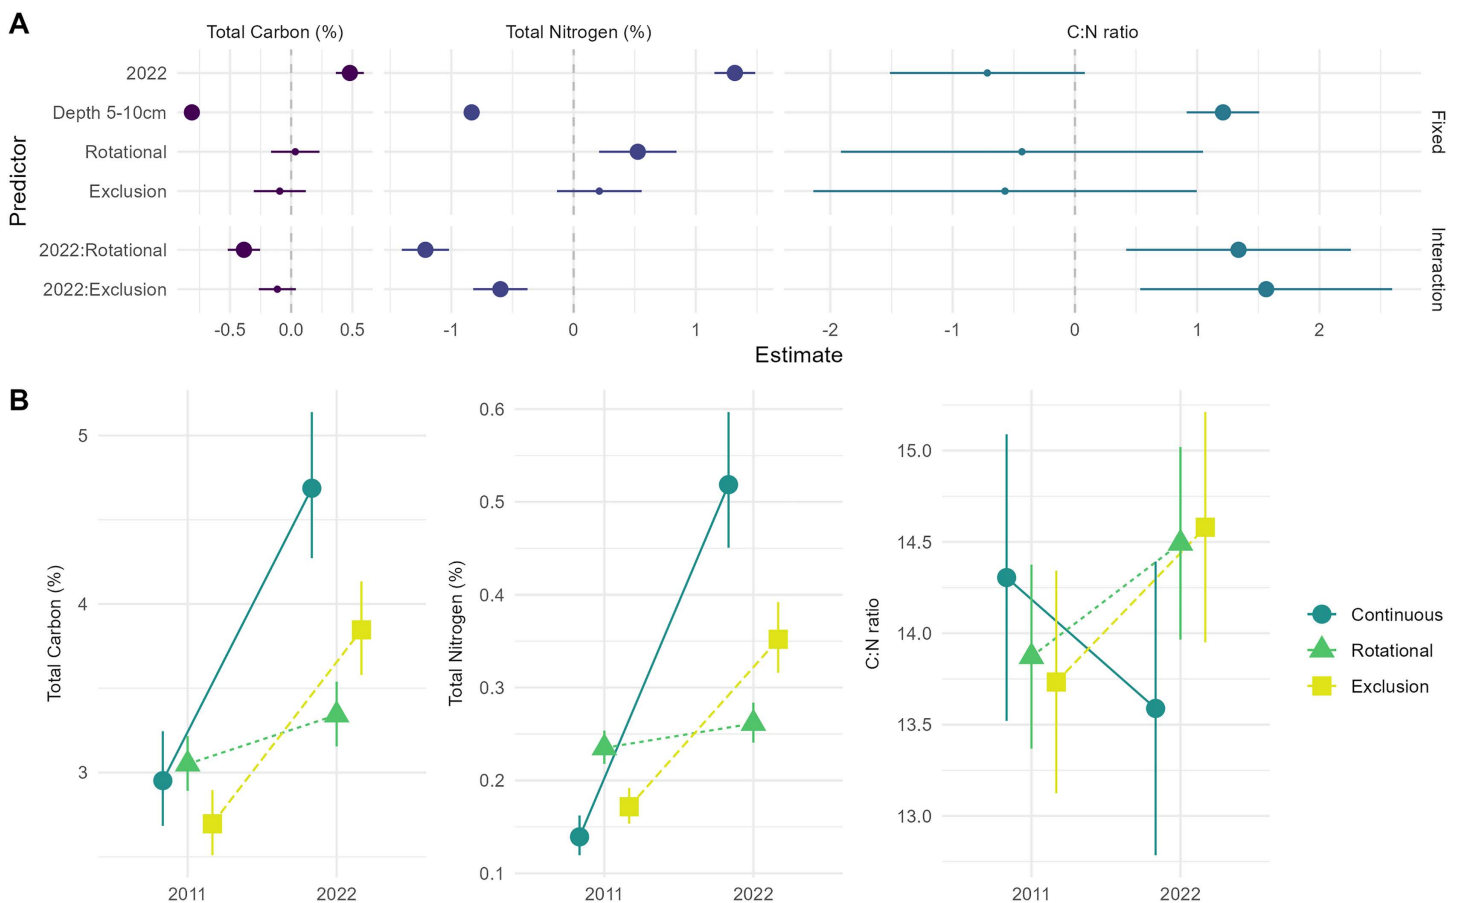 A
Total Carbon (%) Total Nitrogen (%) C:N ratio
Predictor
2022
Depth 5-10cm
Rotational
Exclusion
Fixed
2022:Rotational
2022:Exclusion
Interaction
-0.5 0.0 0.5 -1 0 1 -2 -1 0 1 2
Estimate
B
Total Carbon (%)
5
4
3
2011 2022
Total Nitrogen (%)
0.6
0.5
0.4
0.3
0.2
0.1
2011 2022
C:N ratio
15.0
14.5
14.0
13.5
13.0
2011 2022
Continuous
Rotational
Exclusion